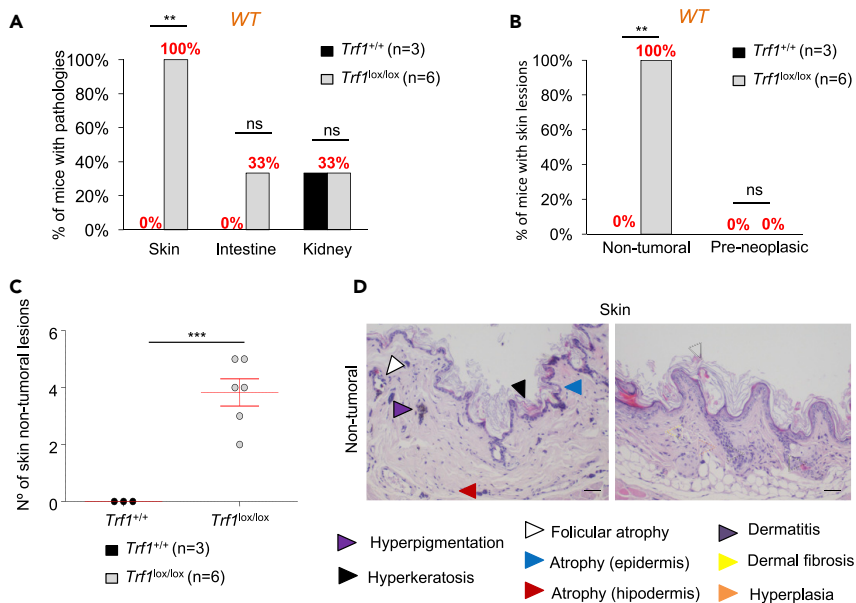 A
WT
**
100%
Trf1+/+ (n=3)
Trf1lox/lox (n=6)
% of mice with pathologies
100%
80%
60%
40%
20%
0%
ns
ns
33%
33%
0%
0%
Skin Intestine Kidney
B
WT
**
100%
Trf1+/+ (n=3)
Trf1lox/lox (n=6)
% of mice with skin lessions
100%
80%
60%
40%
20%
0%
ns
0%
0% 0%
Non-tumoral Pre-neoplasic
C
***
Nº of skin non-tumoral lesions
6
4
2
0
Trf1+/+ Trf1lox/lox
Trf1+/+ (n=3)
Trf1lox/lox (n=6)
D
Skin
Non-tumoral
Hyperpigmentation
Hyperkeratosis
Folicular atrophy
Atrophy (epidermis)
Atrophy (hipodermis)
Dermatitis
Dermal fibrosis
Hyperplasia